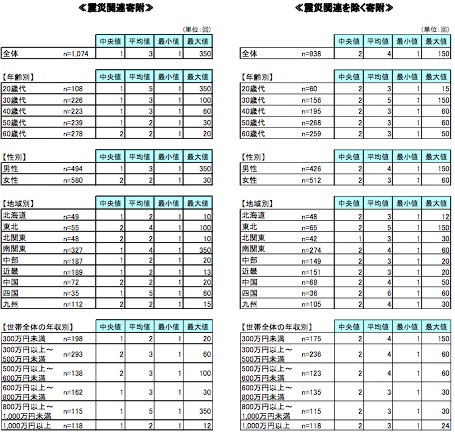 ≪震災関連寄附≫
(単位:回)
中央値 平均値 最小値 最大値
全体 n=1,074 1 3 1 350
【年齢別】 中央値 平均値 最小値 最大値
20歳代 n=108 1 5 1 350
30歳代 n=226 1 3 1 100
40歳代 n=223 1 3 1 60
50歳代 n=239 1 2 1 30
60歳代 n=278 2 2 1 20
【性別】 中央値 平均値 最小値 最大値
男性 n=494 1 3 1 350
女性 n=580 2 2 1 30
【地域別】 中央値 平均値 最小値 最大値
北海道 n=49 1 2 1 10
東北 n=55 2 4 1 100
北関東 n=48 2 2 1 10
南関東 n=327 1 4 1 350
中部 n=187 1 2 1 20
近畿 n=189 1 2 1 13
中国 n=72 2 2 1 20
四国 n=35 1 5 1 60
九州 n=112 2 2 1 15
【世帯全体の年収別】 中央値 平均値 最小値 最大値
300万円未満 n=198 1 2 1 20
300万円以上~
500万円未満 n=293 2 3 1 60
500万円以上~
600万円未満 n=138 2 3 1 100
600万円以上~
800万円未満 n=162 1 3 1 30
800万円以上~
1,000万円未満 n=115 1 5 1 350
1,000万円以上 n=118 1 2 1 12
≪震災関連を除く寄附≫
(単位:回)
中央値 平均値 最小値 最大値
全体 n=938 2 4 1 150
【年齢別】 中央値 平均値 最小値 最大値
20歳代 n=60 2 3 1 15
30歳代 n=156 2 5 1 150
40歳代 n=195 2 3 1 60
50歳代 n=268 2 3 1 60
60歳代 n=259 2 3 1 50
【性別】 中央値 平均値 最小値 最大値
男性 n=426 2 4 1 150
女性 n=512 2 3 1 60
【地域別】 中央値 平均値 最小値 最大値
北海道 n=48 2 3 1 12
東北 n=65 2 5 1 150
北関東 n=42 1 3 1 30
南関東 n=274 2 4 1 60
中部 n=149 2 3 1 20
近畿 n=151 2 3 1 20
中国 n=68 2 4 1 50
四国 n=36 2 6 1 60
九州 n=105 2 4 1 30
【世帯全体の年収別】 中央値 平均値 最小値 最大値
300万円未満 n=175 2 4 1 150
300万円以上~
500万円未満 n=236 2 4 1 60
500万円以上~
600万円未満 n=123 2 4 1 60
600万円以上~
800万円未満 n=135 2 3 1 30
800万円以上~
1,000万円未満 n=115 2 3 1 30
1,000万円以上 n=118 2 3 1 24